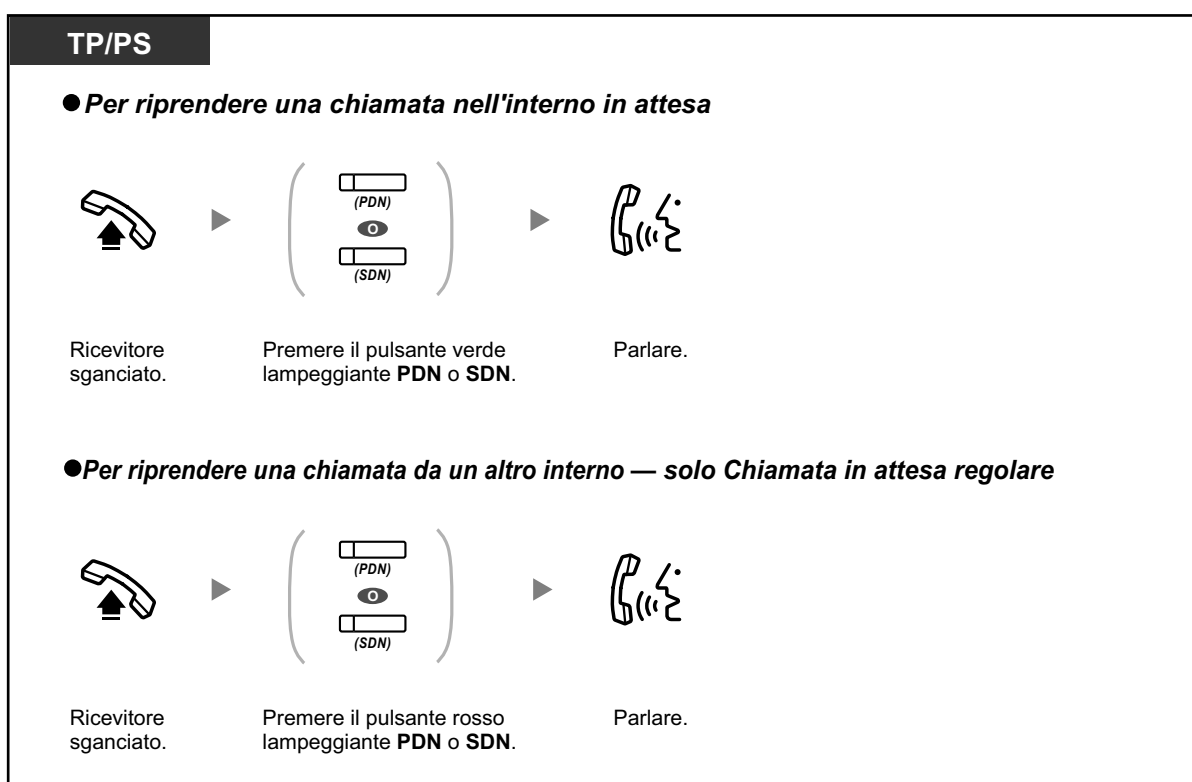 TP/PS
Per riprendere una chiamata nell'interno in attesa
(PDN)
O
(SDN)
Ricevitore
sganciato.
Premere il pulsante verde
lampeggiante PDN o SDN.
Parlare.
Per riprendere una chiamata da un altro interno — solo Chiamata in attesa regolare
(PDN)
O
(SDN)
Ricevitore
sganciato.
Premere il pulsante rosso
lampeggiante PDN o SDN.
Parlare.